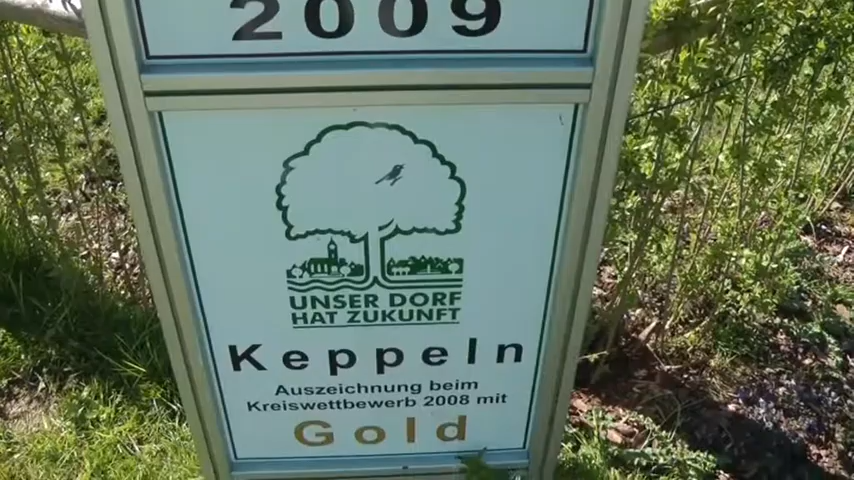 2009
UNSER DORF
HAT ZUKUNFT
Keppeln
Auszeichnung beim
Kreiswettbewerb 2008 mit
Gold